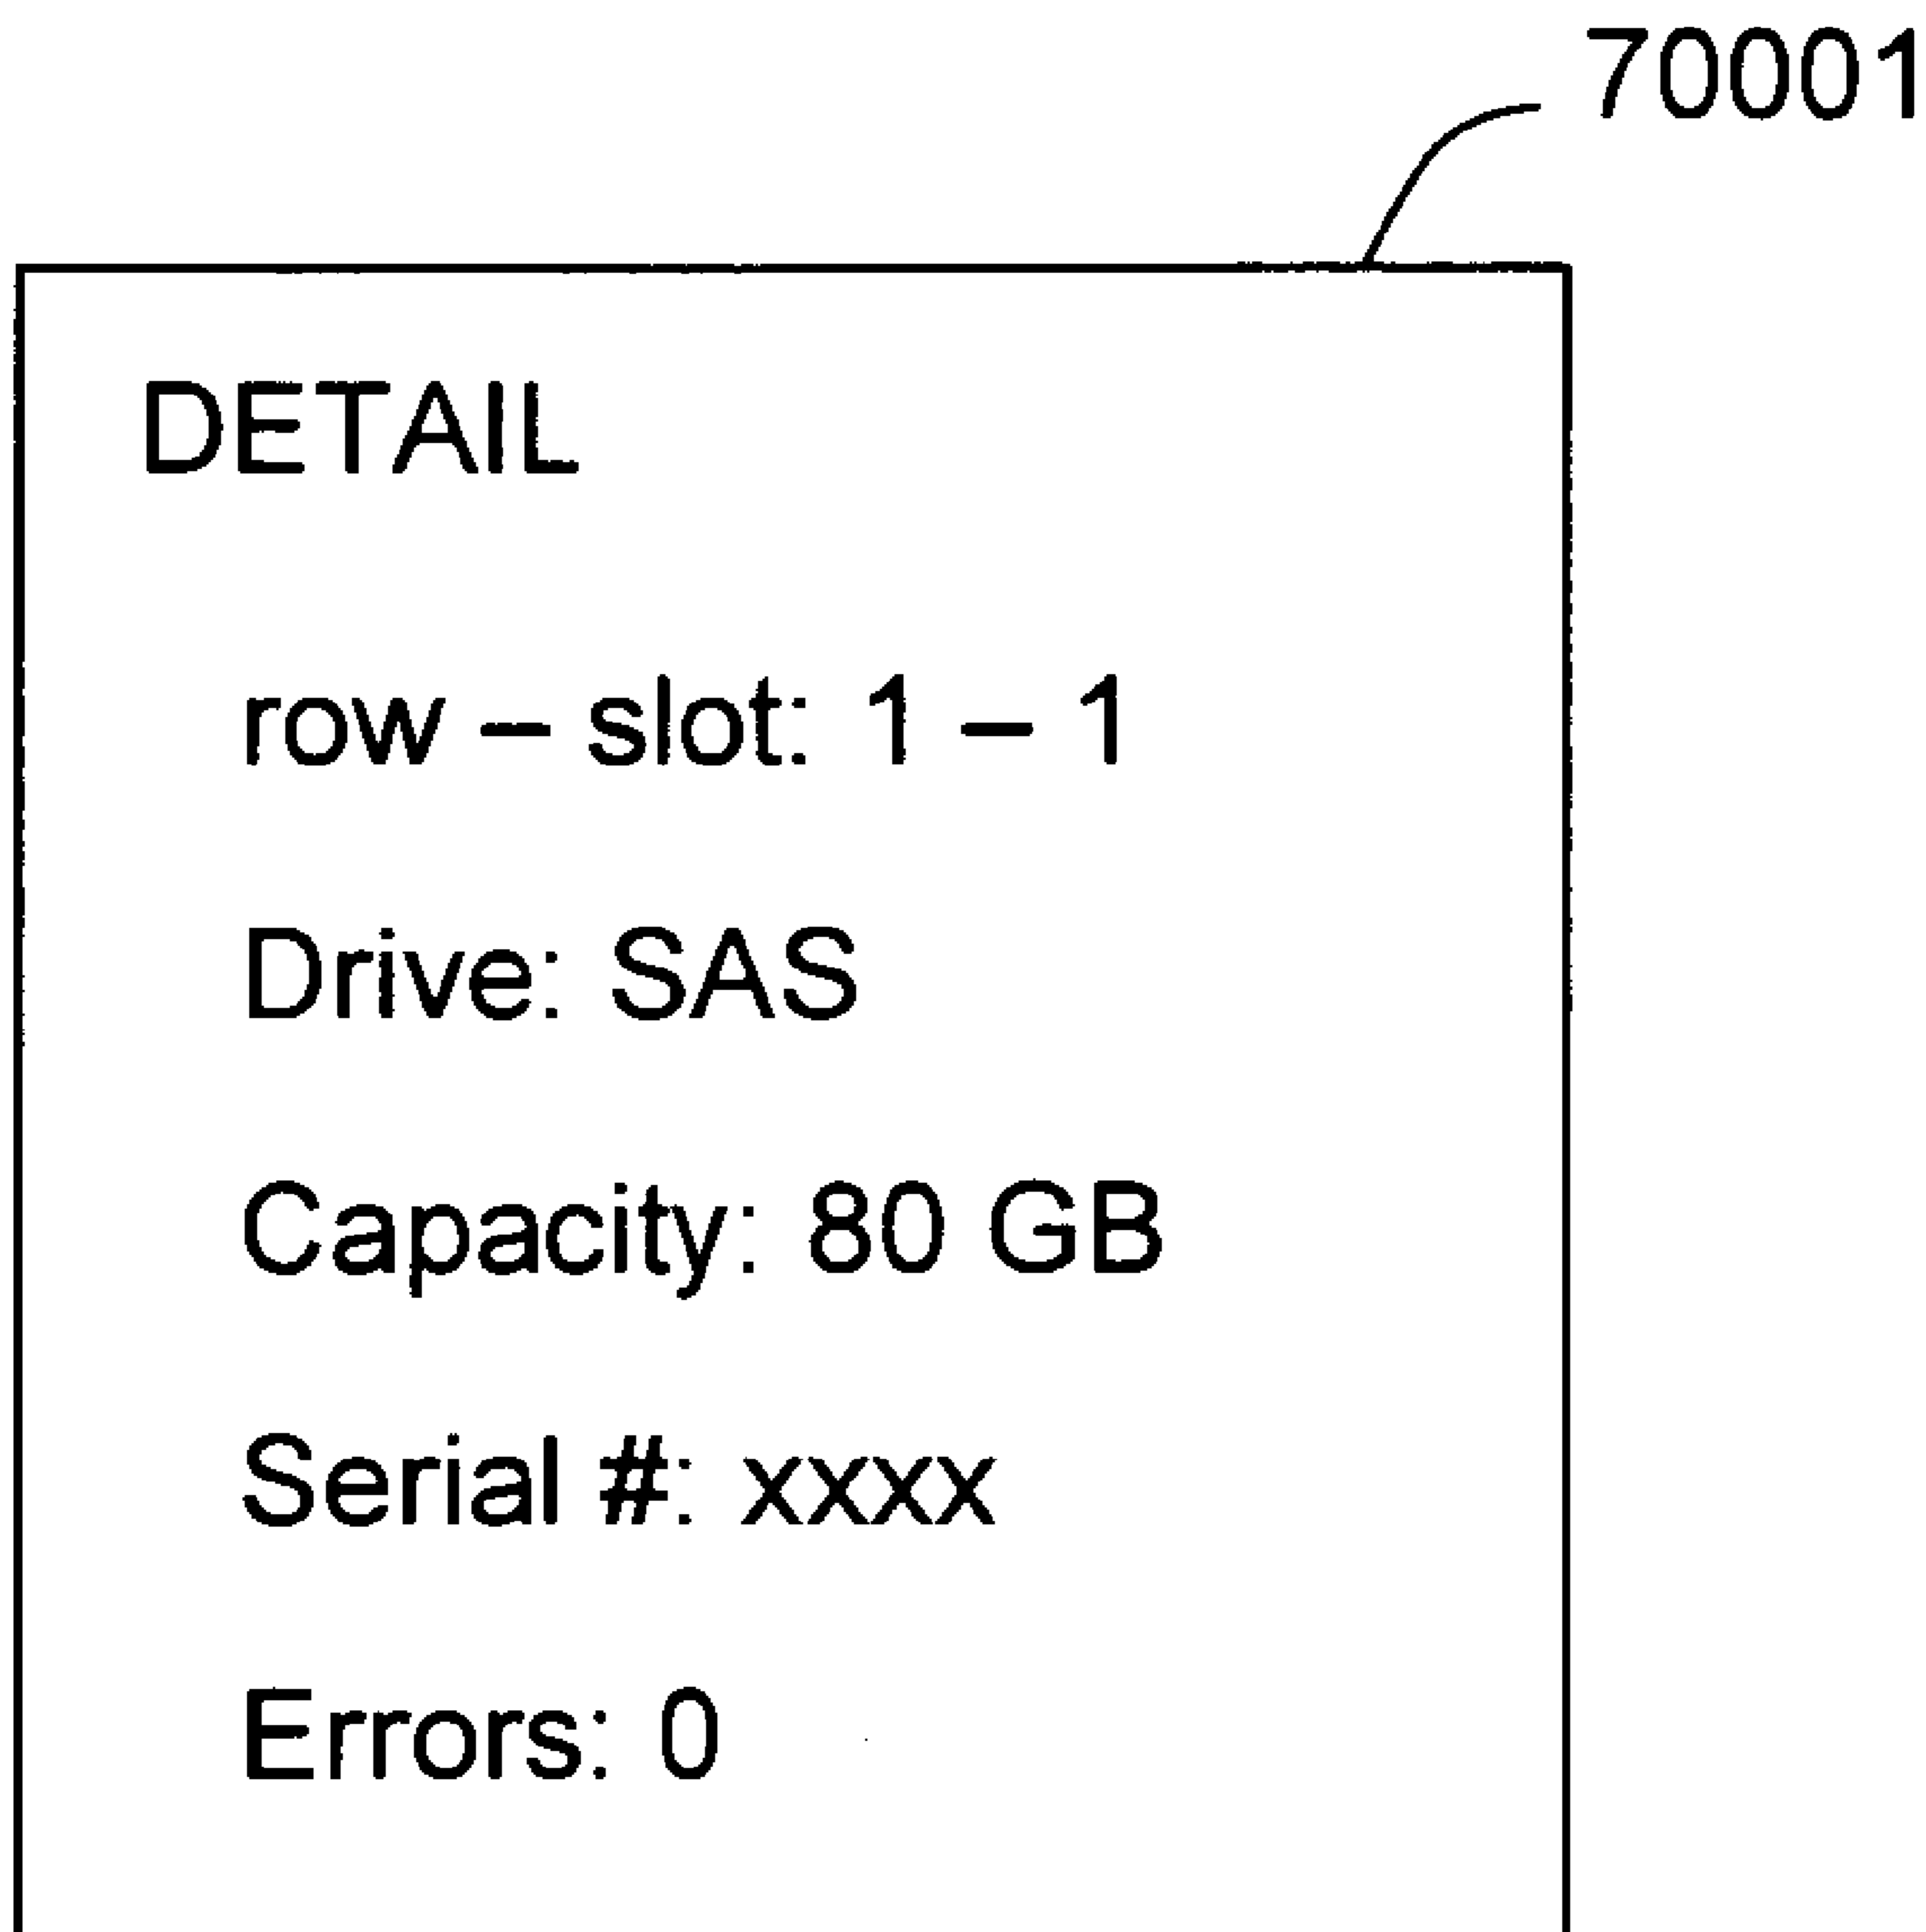 70001
DETAIL
row – slot: 1 – 1
Drive: SAS
Capacity: 80 GB
Serial #: xxxx
Errors: 0